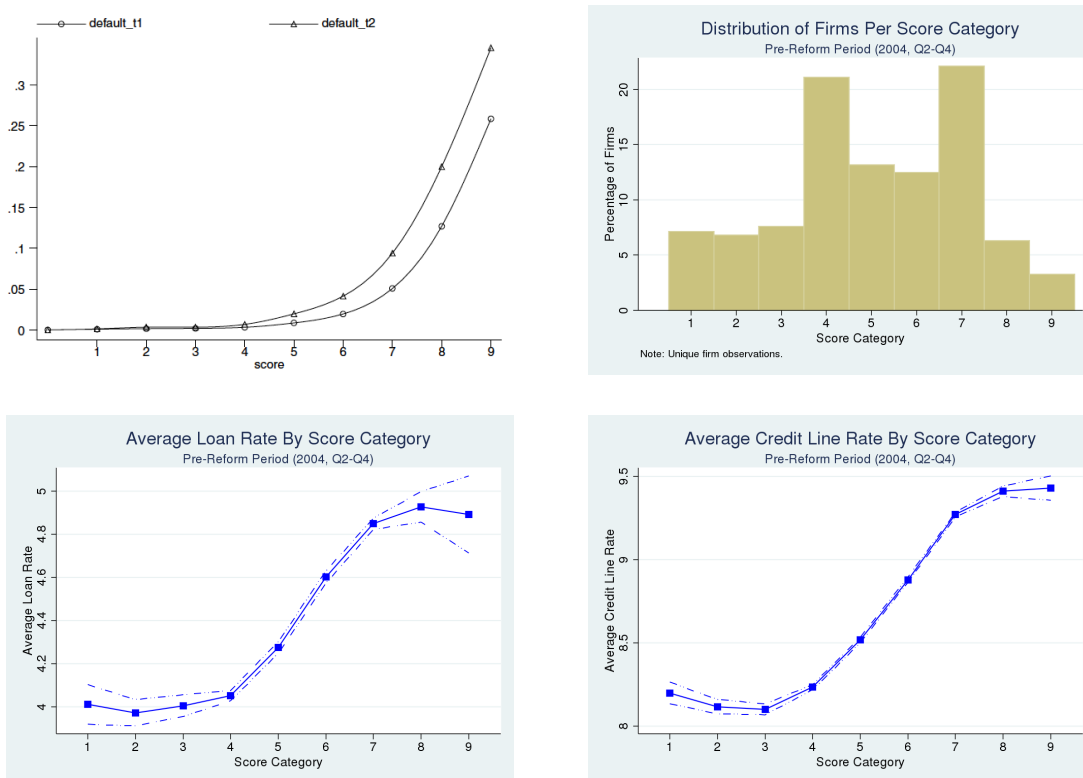 default_t1 default_t2
.3
.25
.2
.15
.1
.05
0
1 2 3 4 5 6 7 8 9
score
Distribution of Firms Per Score Category
Pre-Reform Period (2004, Q2-Q4)
Percentage of Firms
20
15
10
5
0
1 2 3 4 5 6 7 8 9
Score Category
Note: Unique firm observations.
Average Loan Rate By Score Category
Pre-Reform Period (2004, Q2-Q4)
Average Loan Rate
5
4.8
4.6
4.4
4.2
4
1 2 3 4 5 6 7 8 9
Score Category
Average Credit Line Rate By Score Category
Pre-Reform Period (2004, Q2-Q4)
Average Credit Line Rate
9.5
9
8.5
8
1 2 3 4 5 6 7 8 9
Score Category